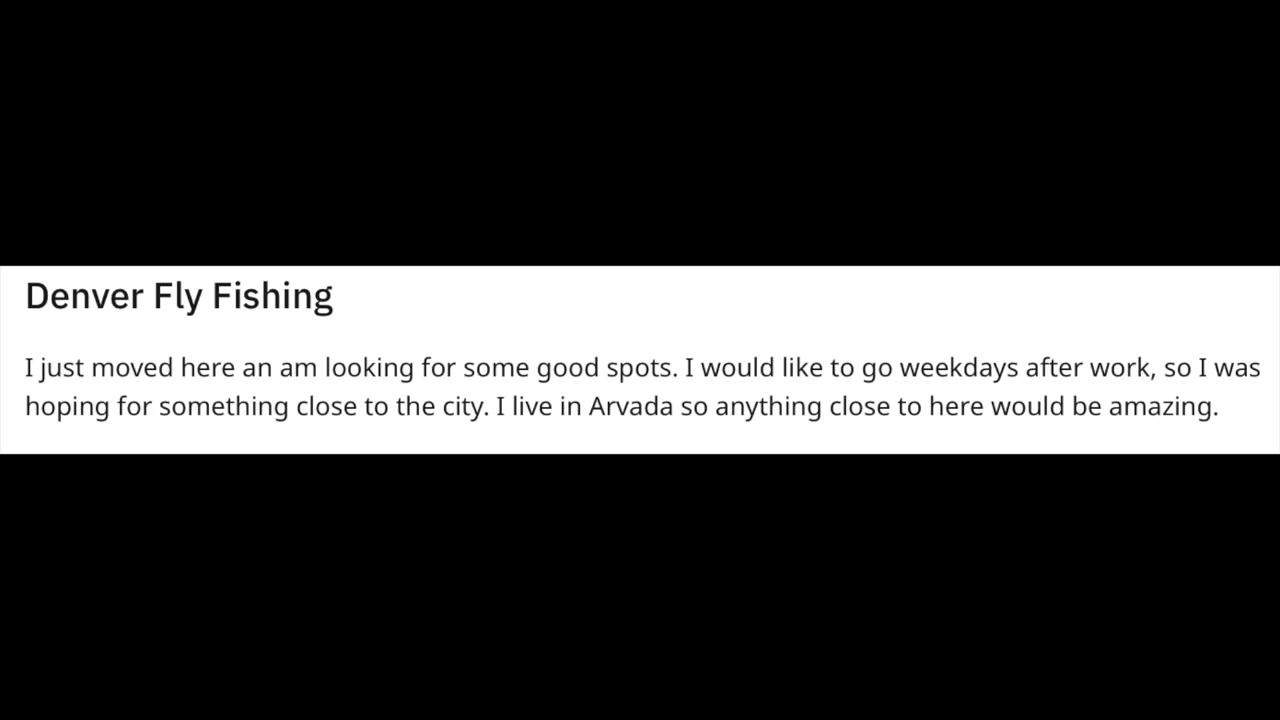 Denver Fly Fishing
I just moved here an am looking for some good spots. I would like to go weekdays after work, so I was
hoping for something close to the city. I live in Arvada so anything close to here would be amazing.